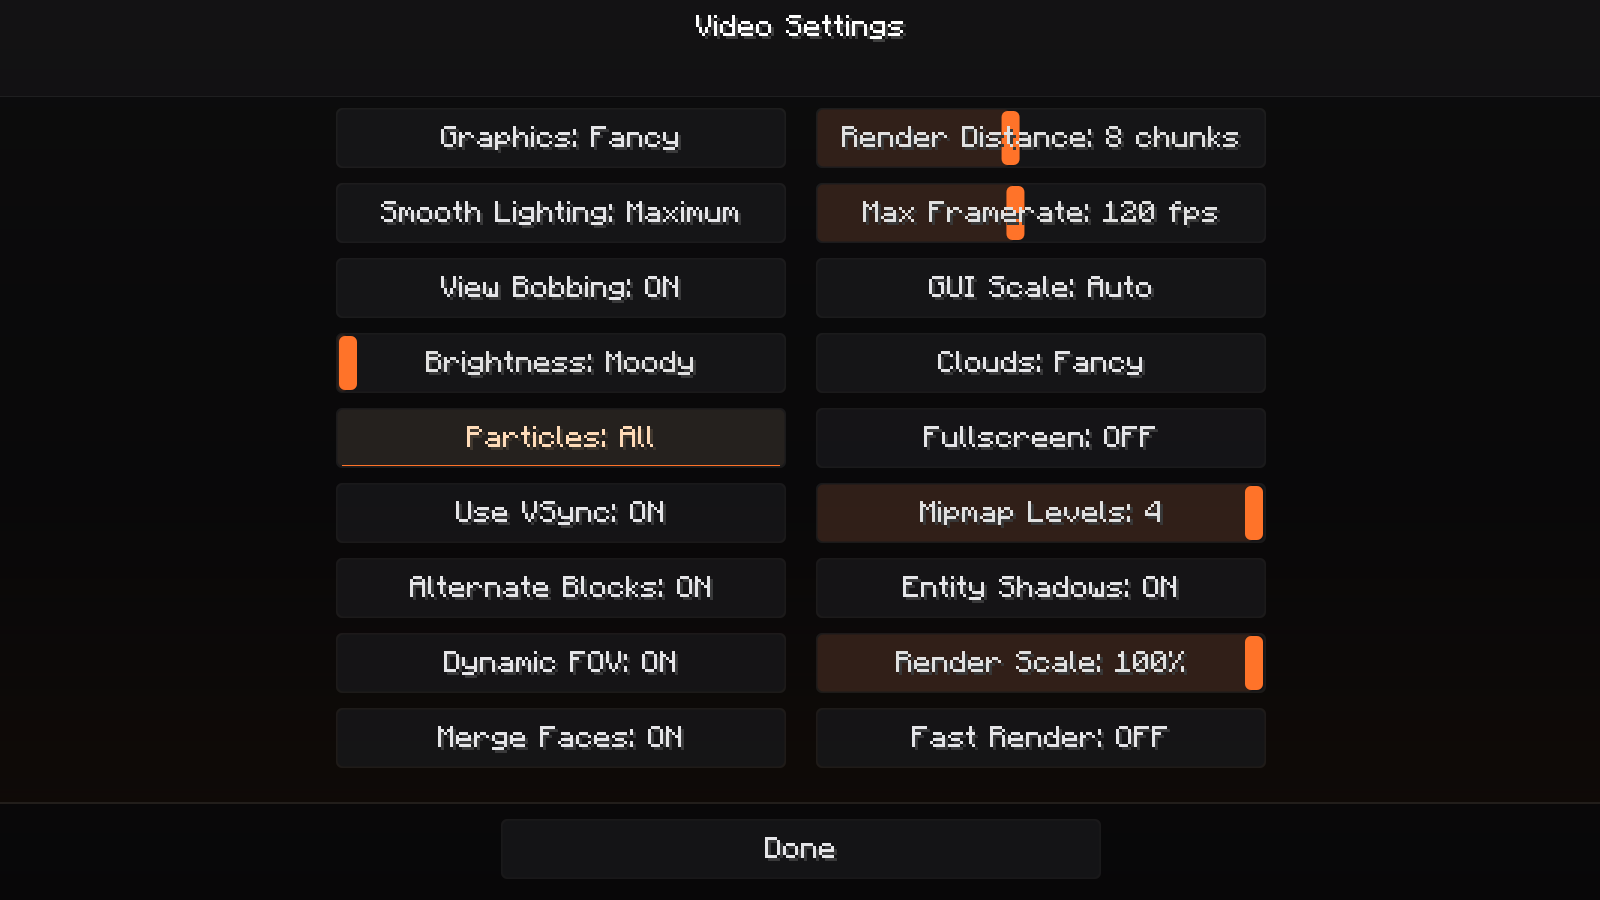 Video Settings
Graphics: Fancy
Render Distance: 8 chunks
Smooth Lighting: Maximum
Max Framerate: 120 fps
View Bobbing: ON
GUI Scale: Auto
Brightness: Moody
Clouds: Fancy
Particles: All
Fullscreen: OFF
Use VSync: ON
Mipmap Levels: 4
Alternate Blocks: ON
Entity Shadows: ON
Dynamic FOV: ON
Render Scale: 100%
Merge Faces: ON
Fast Render: OFF
Done